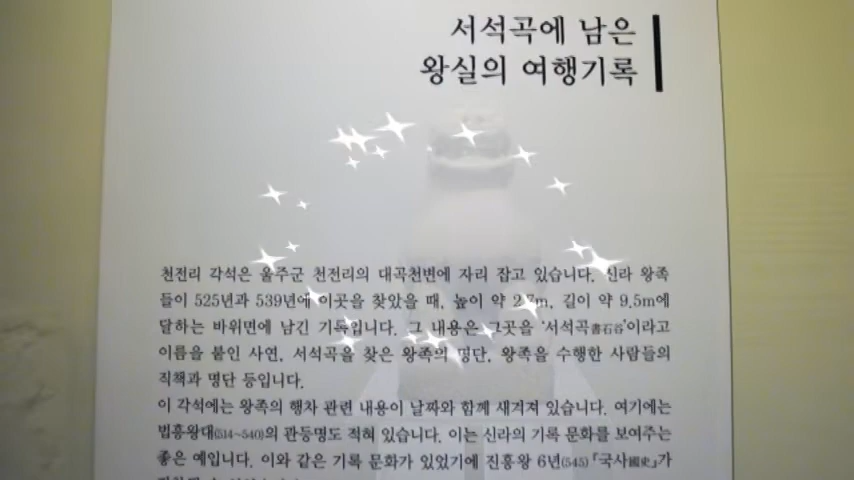 서석곡에 남은
왕실의 여행기록
천전리 각석은 울주군 천전리의 대곡천변에 자리 잡고 있습니다. 신라 왕족
들이 525년과 539년에 이곳을 찾았을 때, 높이 약 2.7m, 길이 약 9.5m에
달하는 바위면에 남긴 기록입니다. 그 내용은 그곳을 '서석곡書石谷'이라고
이름을 붙인 사연, 서석곡을 찾은 왕족의 명단, 왕족을 수행한 사람들의
직책과 명단 등입니다.
이 각석에는 왕족의 행차 관련 내용이 날짜와 함께 새겨져 있습니다. 여기에는
법흥왕대(514~540)의 관등명도 적혀 있습니다. 이는 신라의 기록 문화를 보여주는
좋은 예입니다. 이와 같은 기록 문화가 있었기에 진흥왕 6년(545) 『국사國史』가